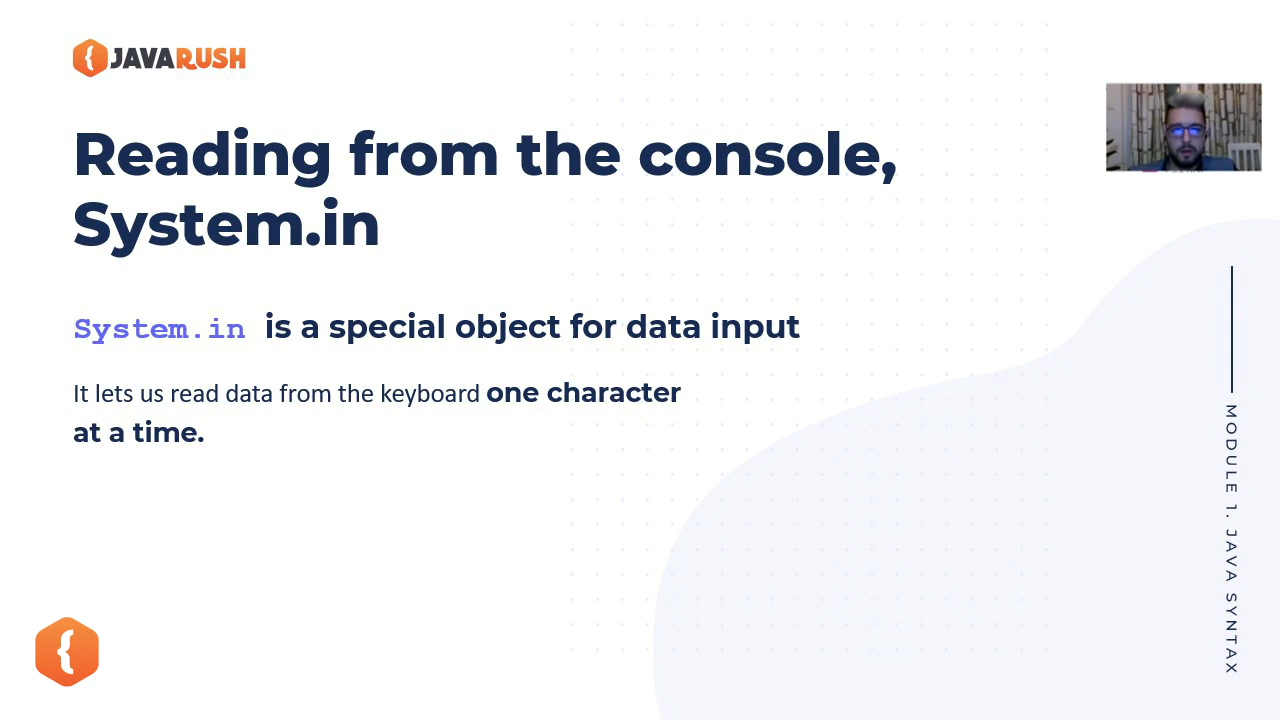 JAVARUSH
Reading from the console,
System.in
System.in is a special object for data input
It lets us read data from the keyboard one character
at a time.
MODULE 1. JAVA SYNTAX